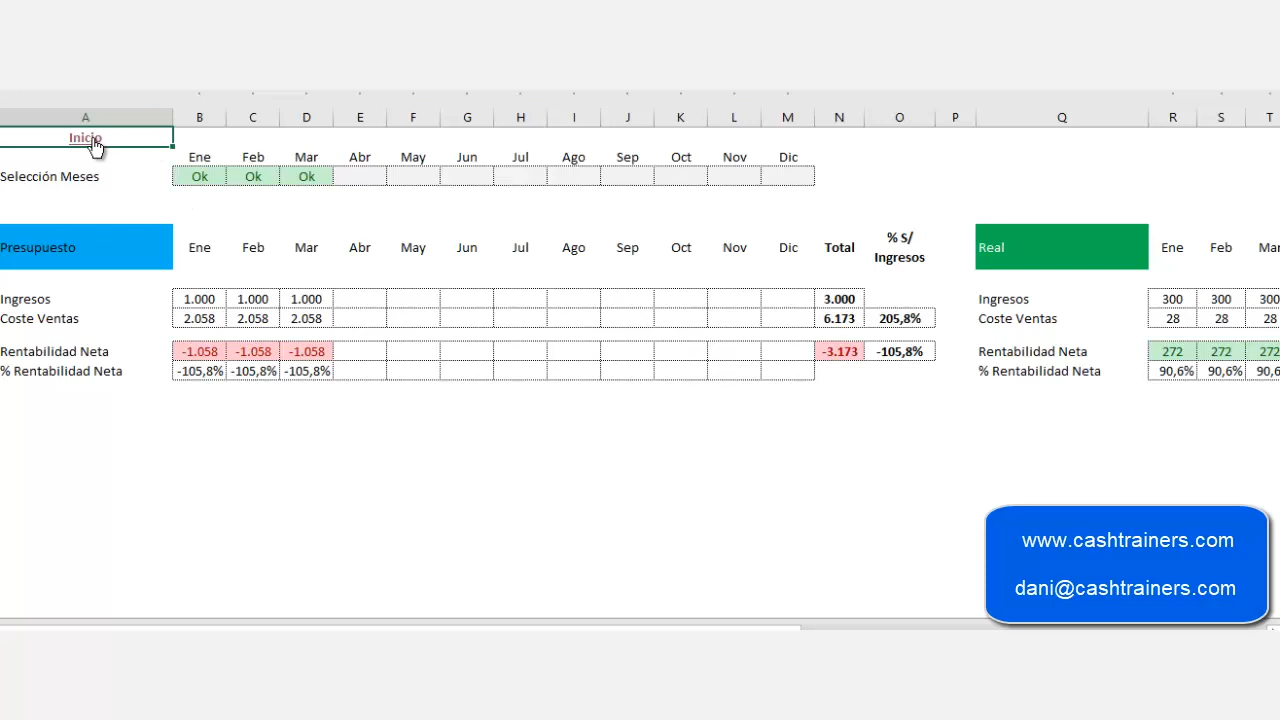 A B C D E F G H I J K L M N O P Q R S T
Inicio
Ene Feb Mar Abr May Jun Jul Ago Sep Oct Nov Dic
Selección Meses Ok Ok Ok
Presupuesto Ene Feb Mar Abr May Jun Jul Ago Sep Oct Nov Dic Total % S/ Ingresos Real Ene Feb Mar
Ingresos 1.000 1.000 1.000 3.000 Ingresos 300 300 300
Coste Ventas 2.058 2.058 2.058 6.173 205,8% Coste Ventas 28 28 28
Rentabilidad Neta -1.058 -1.058 -1.058 -3.173 -105,8% Rentabilidad Neta 272 272 272
% Rentabilidad Neta -105,8% -105,8% -105,8% % Rentabilidad Neta 90,6% 90,6% 90,6
www.cashtrainers.com
dani@cashtrainers.com